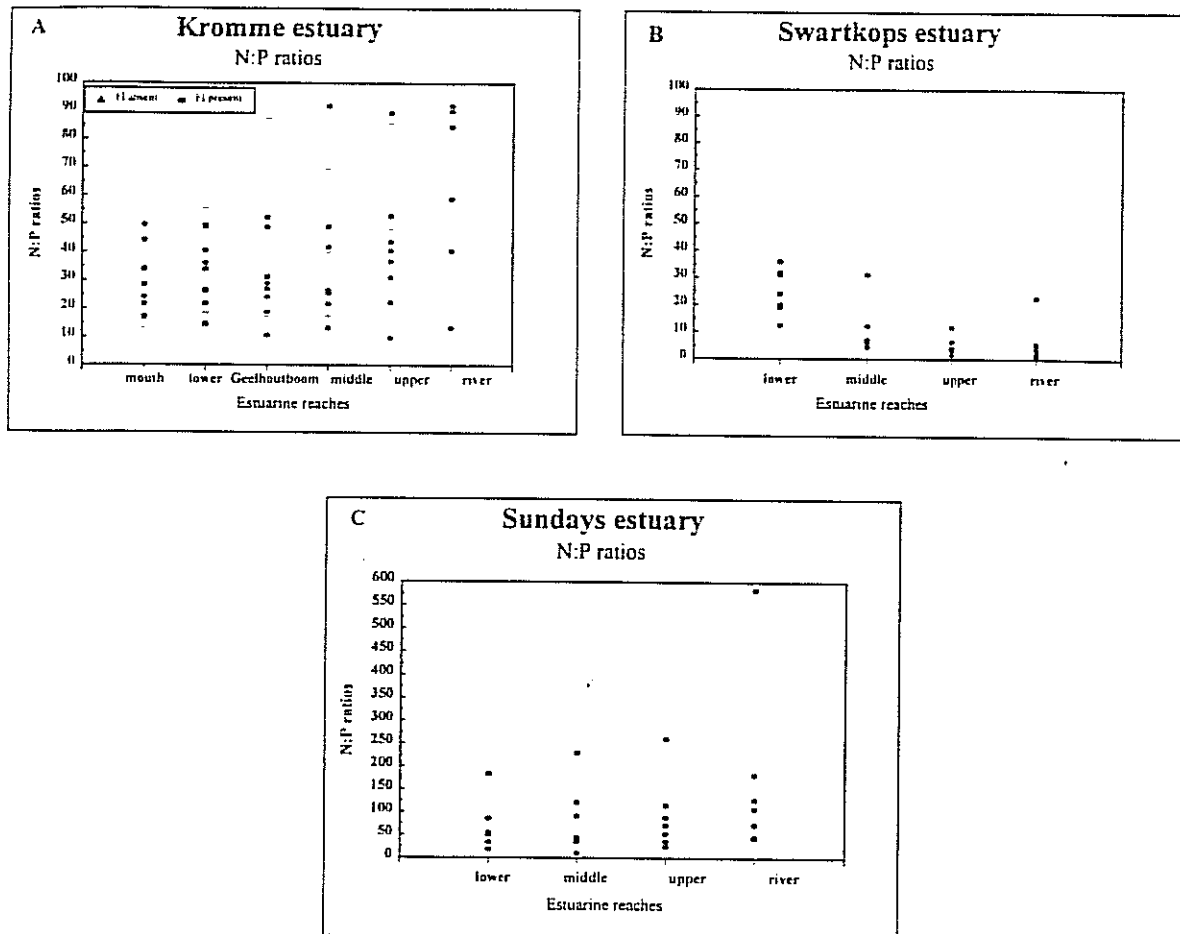 A
Kromme estuary
N:P ratios
100
90
80
70
60
50
40
30
20
10
0
N:P ratios
present
mouth lower Geelhoutboom middle upper river
Estuarine reaches
B
Swartkops estuary
N:P ratios
100
90
80
70
60
50
40
30
20
10
0
N:P ratios
lower middle upper river
Estuarine reaches
C
Sundays estuary
N:P ratios
600
550
500
450
400
350
300
250
200
150
100
50
0
N:P ratios
lower middle upper river
Estuarine reaches